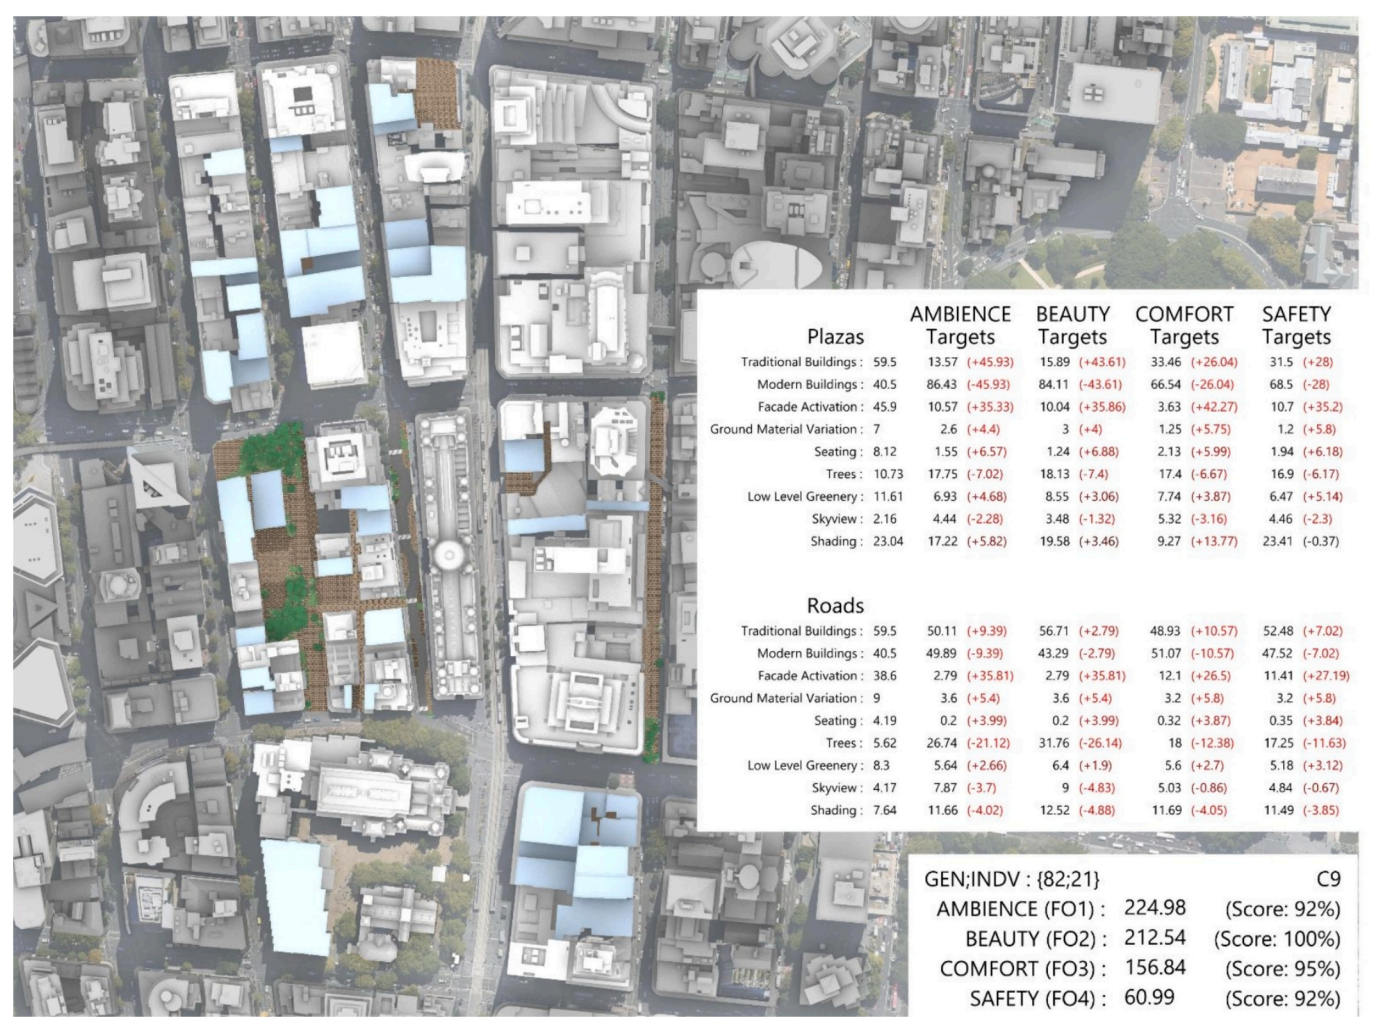 AMBIENCE BEAUTY COMFORT SAFETY
Plazas Targets Targets Targets Targets
Traditional Buildings : 59.5 13.57 (+45.93) 15.89 (+43.61) 33.46 (+26.04) 31.5 (+28)
Modern Buildings : 40.5 86.43 (-45.93) 84.11 (-43.61) 66.54 (-26.04) 68.5 (-28)
Facade Activation : 45.9 10.57 (+35.33) 10.04 (+35.86) 3.63 (+42.27) 10.7 (+35.2)
Ground Material Variation : 7 2.6 (+4.4) 3 (+4) 1.25 (+5.75) 1.2 (+5.8)
Seating : 8.12 1.55 (+6.57) 1.24 (+6.88) 2.13 (+5.99) 1.94 (+6.18)
Trees : 10.73 17.75 (-7.02) 18.13 (-7.4) 17.4 (-6.67) 16.9 (-6.17)
Low Level Greenery : 11.61 6.93 (+4.68) 8.55 (+3.06) 7.74 (+3.87) 6.47 (+5.14)
Skyview : 2.16 4.44 (-2.28) 3.48 (-1.32) 5.32 (-3.16) 4.46 (-2.3)
Shading : 23.04 17.22 (+5.82) 19.58 (+3.46) 9.27 (+13.77) 23.41 (-0.37)
Roads
Traditional Buildings : 59.5 50.11 (+9.39) 56.71 (+2.79) 48.93 (+10.57) 52.48 (+7.02)
Modern Buildings : 40.5 49.89 (-9.39) 43.29 (-2.79) 51.07 (-10.57) 47.52 (-7.02)
Facade Activation : 38.6 2.79 (+35.81) 2.79 (+35.81) 12.1 (+26.5) 11.41 (+27.19)
Ground Material Variation : 9 3.6 (+5.4) 3.6 (+5.4) 3.2 (+5.8) 3.2 (+5.8)
Seating : 4.19 0.2 (+3.99) 0.2 (+3.99) 0.32 (+3.87) 0.35 (+3.84)
Trees : 5.62 26.74 (-21.12) 31.76 (-26.14) 18 (-12.38) 17.25 (-11.63)
Low Level Greenery : 8.3 5.64 (+2.66) 6.4 (+1.9) 5.6 (+2.7) 5.18 (+3.12)
Skyview : 4.17 7.87 (-3.7) 9 (-4.83) 5.03 (-0.86) 4.84 (-0.67)
Shading : 7.64 11.66 (-4.02) 12.52 (-4.88) 11.69 (-4.05) 11.49 (-3.85)
GEN;INDV : {82;21} C9
AMBIENCE (FO1) : 224.98 (Score: 92%)
BEAUTY (FO2) : 212.54 (Score: 100%)
COMFORT (FO3) : 156.84 (Score: 95%)
SAFETY (FO4) : 60.99 (Score: 92%)